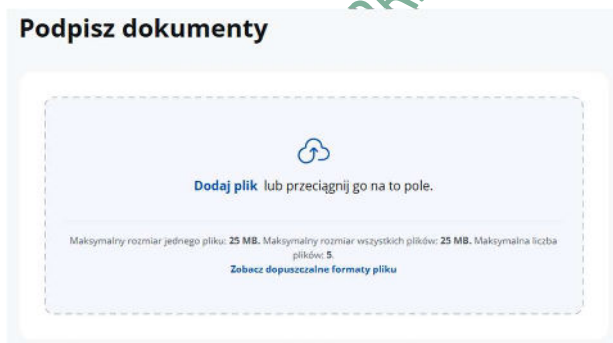 Podpisz dokumenty
Dodaj plik lub przeciągnij go na to pole.
Maksymalny rozmiar jednego pliku: 25 MB. Maksymalny rozmiar wszystkich plików: 25 MB. Maksymalna liczba
plików: 5.
Zobacz dopuszczalne formaty pliku